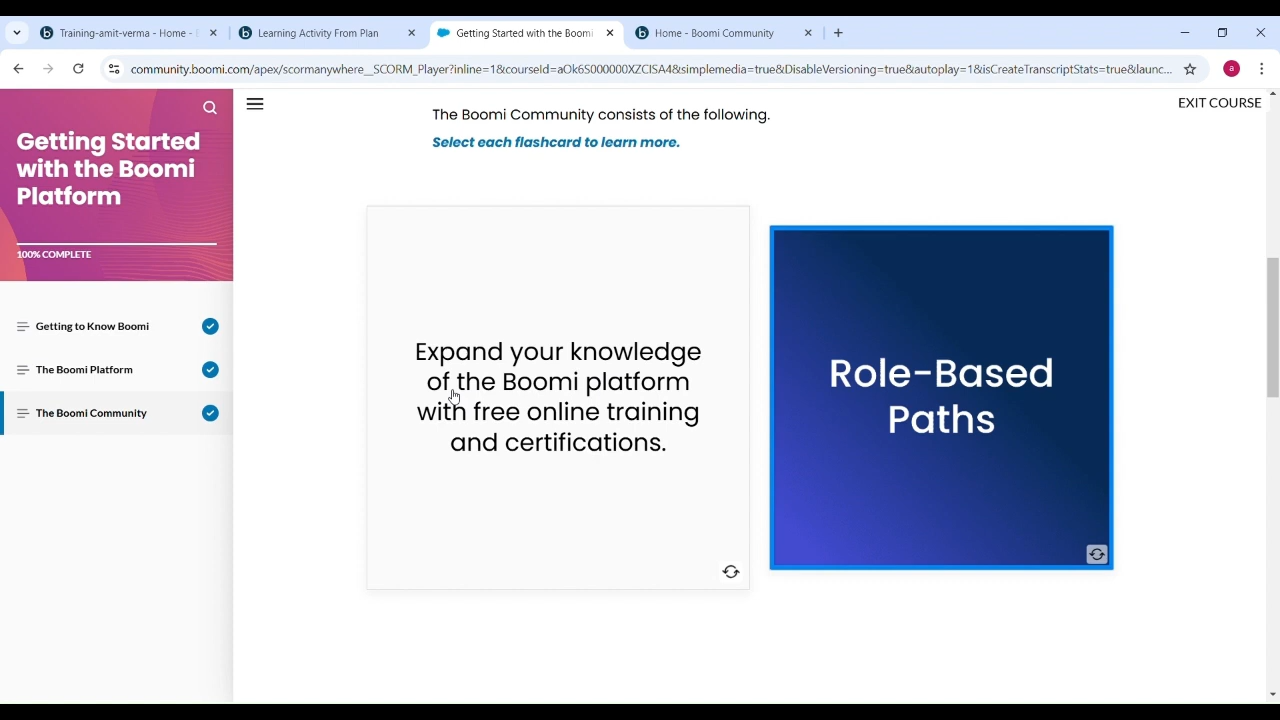 Training-amit-verma - Home -
Learning Activity From Plan
Getting Started with the Boomi
Home - Boomi Community
community.boomi.com/apex/scormanywhere__SCORM_Player?inline=1&courseId=aOk6S000000XZCISA4&simplemedia=true&DisableVersioning=true&autoplay=1&isCreateTranscriptStats=true&launc...
a
Getting Started
with the Boomi
Platform
100% COMPLETE
Getting to Know Boomi
The Boomi Platform
The Boomi Community
EXIT COURSE
The Boomi Community consists of the following.
Select each flashcard to learn more.
Expand your knowledge
of the Boomi platform
with free online training
and certifications.
Role-Based
Paths